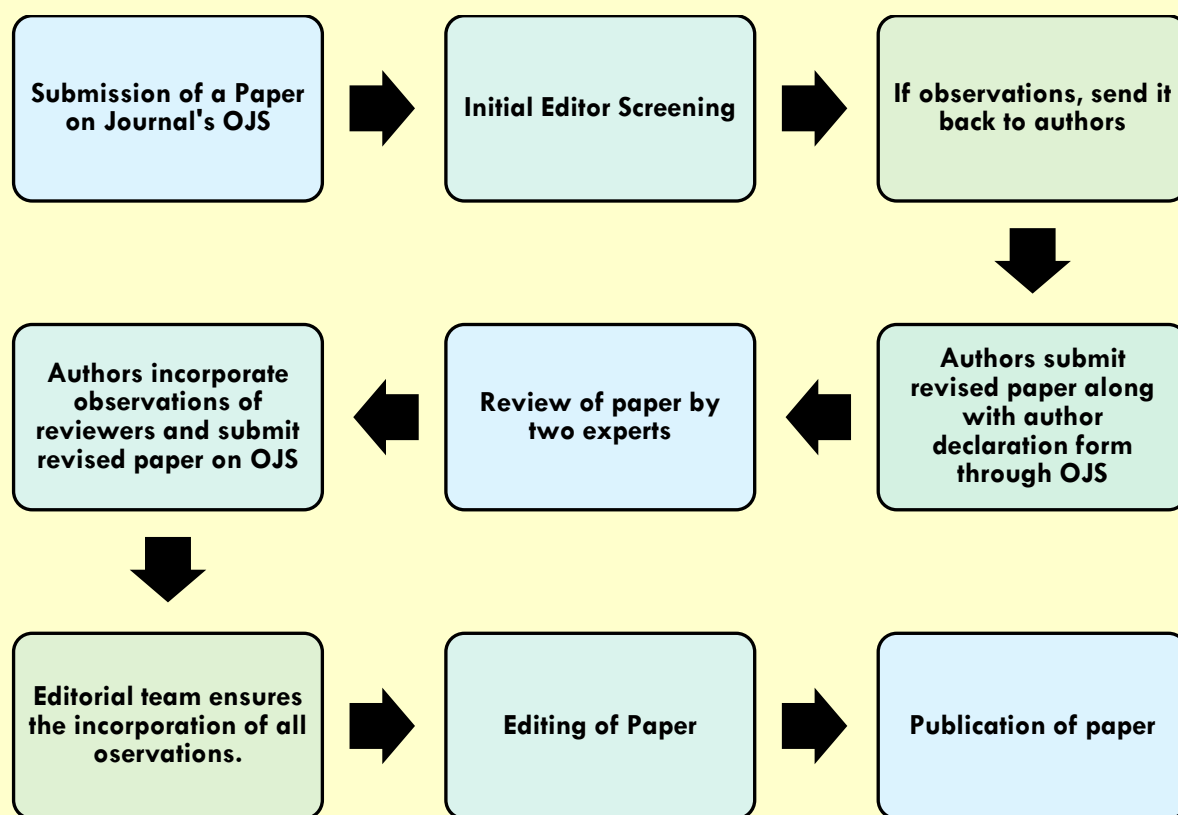 Submission of a Paper
on Journal's OJS
Initial Editor Screening
If observations, send it
back to authors
Authors submit
revised paper along
with author
declaration form
through OJS
Review of paper by
two experts
Authors incorporate
observations of
reviewers and submit
revised paper on OJS
Editorial team ensures
the incorporation of all
oservations.
Editing of Paper
Publication of paper